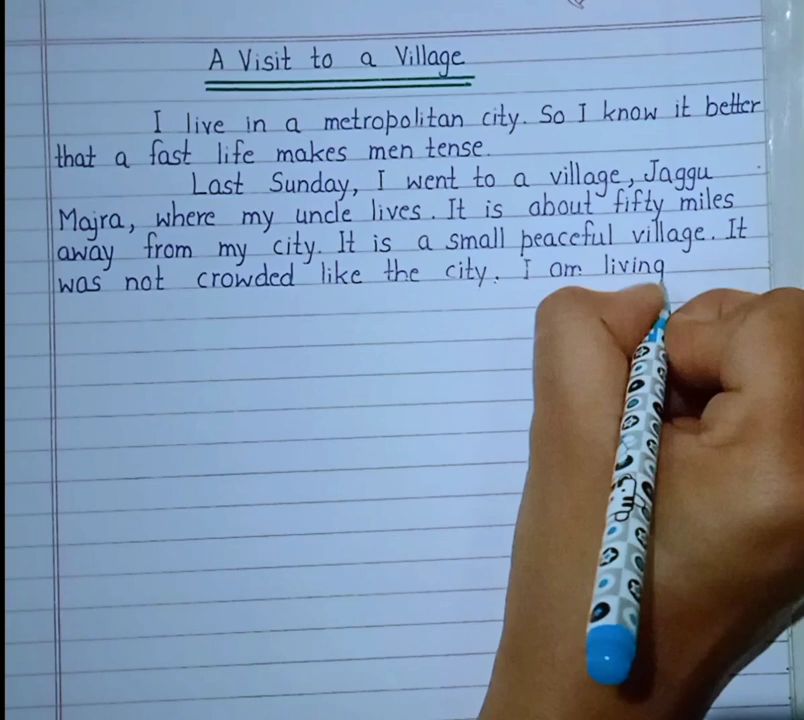 A Visit to a Village
I live in a metropolitan city. So I know it better
that a fast life makes men tense.
Last Sunday, I went to a village, Jaggu
Majra, where my uncle lives. It is about fifty miles
away from my city. It is a small peaceful village. It
was not crowded like the city. I am living